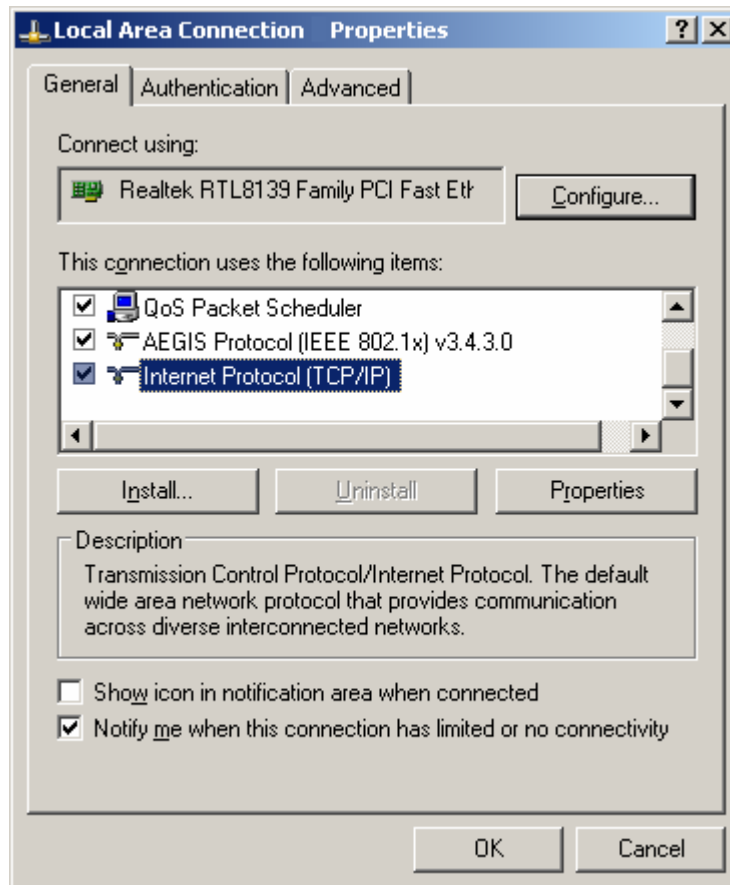 Local Area Connection Properties
General Authentication Advanced
Connect using:
Realtek RTL8139 Family PCI Fast Eth
Configure...
This connection uses the following items:
QoS Packet Scheduler
AEGIS Protocol (IEEE 802.1x) v3.4.3.0
Internet Protocol (TCP/IP)
Install... Uninstall Properties
Description
Transmission Control Protocol/Internet Protocol. The default
wide area network protocol that provides communication
across diverse interconnected networks.
Show icon in notification area when connected
Notify me when this connection has limited or no connectivity
OK Cancel